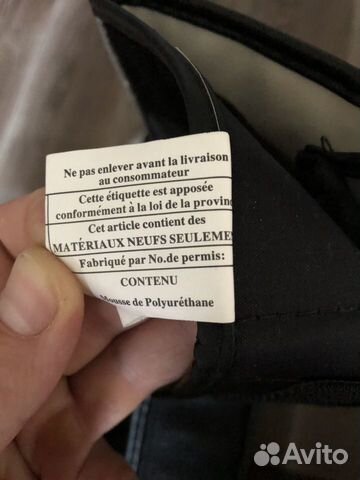 Ne pas enlever avant la livraison
au consommateur
Cette étiquette est apposée
conformément à la loi de la provin
Cet article contient des
MATÉRIAUX NEUFS SEULEME
Fabriqué par No.de permis:
CONTENU
Mousse de Polyuréthane
Avito